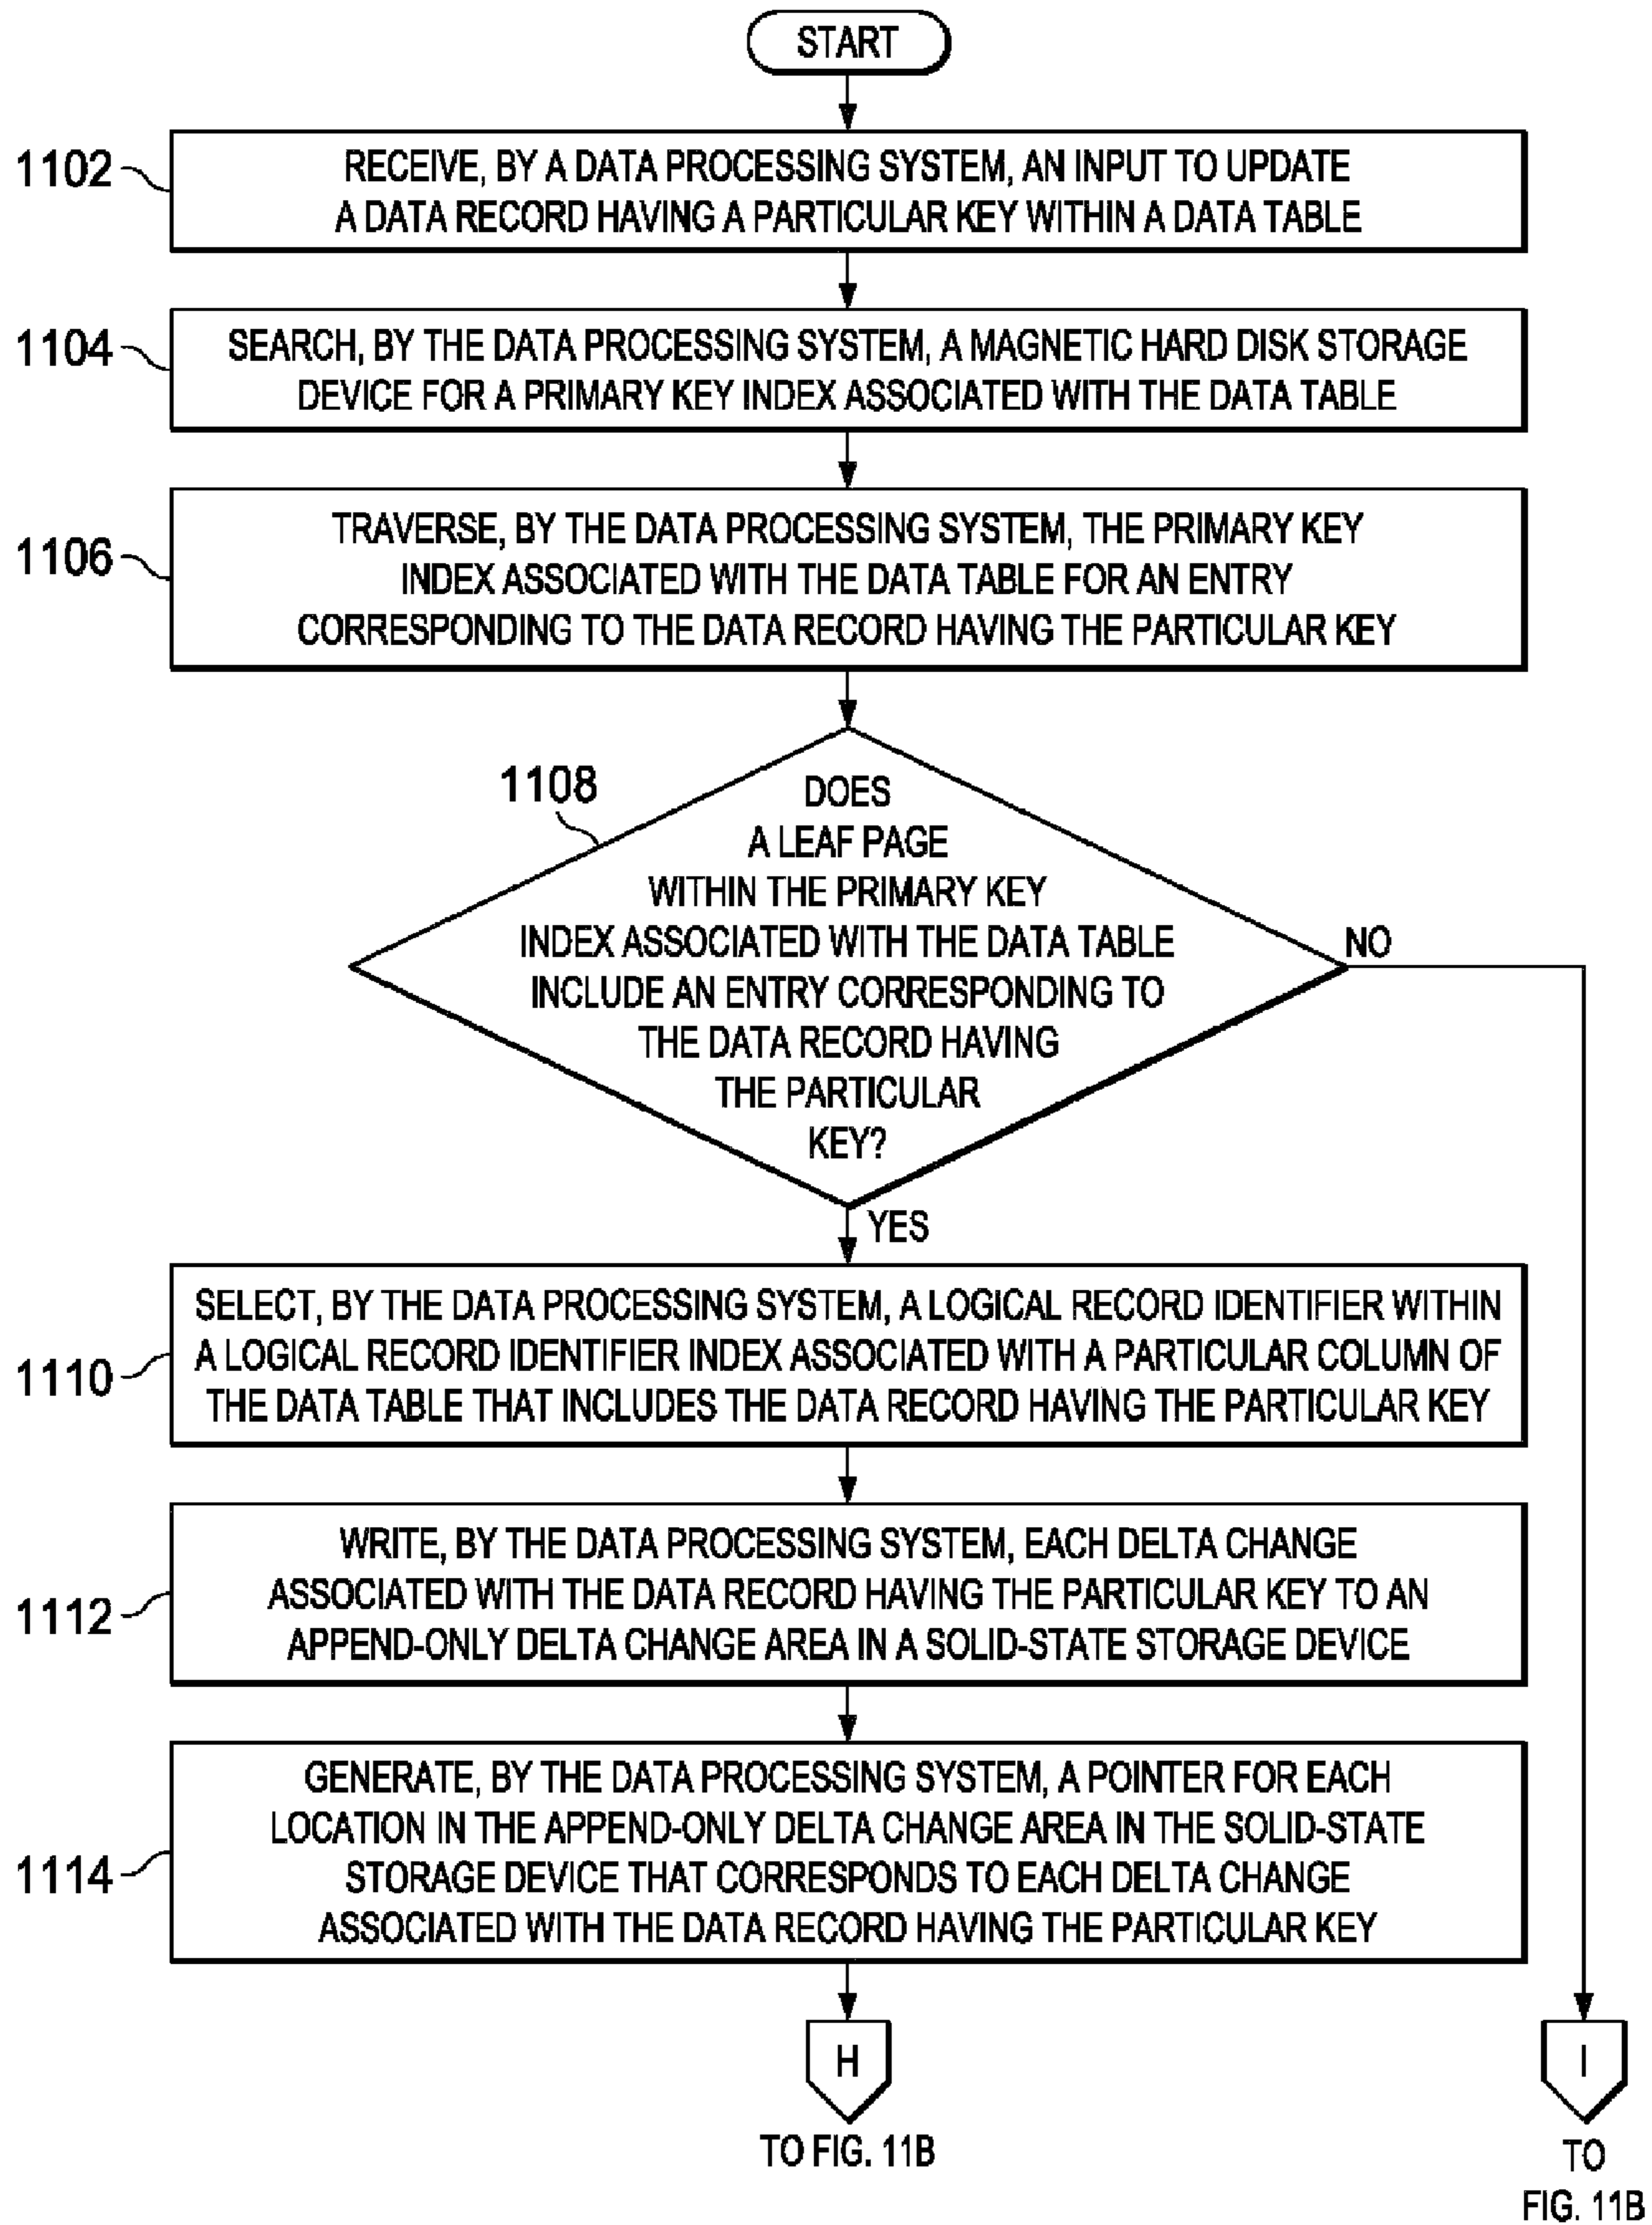 START
1102
RECEIVE, BY A DATA PROCESSING SYSTEM, AN INPUT TO UPDATE
A DATA RECORD HAVING A PARTICULAR KEY WITHIN A DATA TABLE
1104
SEARCH, BY THE DATA PROCESSING SYSTEM, A MAGNETIC HARD DISK STORAGE
DEVICE FOR A PRIMARY KEY INDEX ASSOCIATED WITH THE DATA TABLE
1106
TRAVERSE, BY THE DATA PROCESSING SYSTEM, THE PRIMARY KEY
INDEX ASSOCIATED WITH THE DATA TABLE FOR AN ENTRY
CORRESPONDING TO THE DATA RECORD HAVING THE PARTICULAR KEY
1108
DOES
A LEAF PAGE
WITHIN THE PRIMARY KEY
INDEX ASSOCIATED WITH THE DATA TABLE
INCLUDE AN ENTRY CORRESPONDING TO
THE DATA RECORD HAVING
THE PARTICULAR
KEY?
NO
YES
1110
SELECT, BY THE DATA PROCESSING SYSTEM, A LOGICAL RECORD IDENTIFIER WITHIN
A LOGICAL RECORD IDENTIFIER INDEX ASSOCIATED WITH A PARTICULAR COLUMN OF
THE DATA TABLE THAT INCLUDES THE DATA RECORD HAVING THE PARTICULAR KEY
1112
WRITE, BY THE DATA PROCESSING SYSTEM, EACH DELTA CHANGE
ASSOCIATED WITH THE DATA RECORD HAVING THE PARTICULAR KEY TO AN
APPEND-ONLY DELTA CHANGE AREA IN A SOLID-STATE STORAGE DEVICE
1114
GENERATE, BY THE DATA PROCESSING SYSTEM, A POINTER FOR EACH
LOCATION IN THE APPEND-ONLY DELTA CHANGE AREA IN THE SOLID-STATE
STORAGE DEVICE THAT CORRESPONDS TO EACH DELTA CHANGE
ASSOCIATED WITH THE DATA RECORD HAVING THE PARTICULAR KEY
H
TO FIG. 11B
I
TO
FIG. 11B